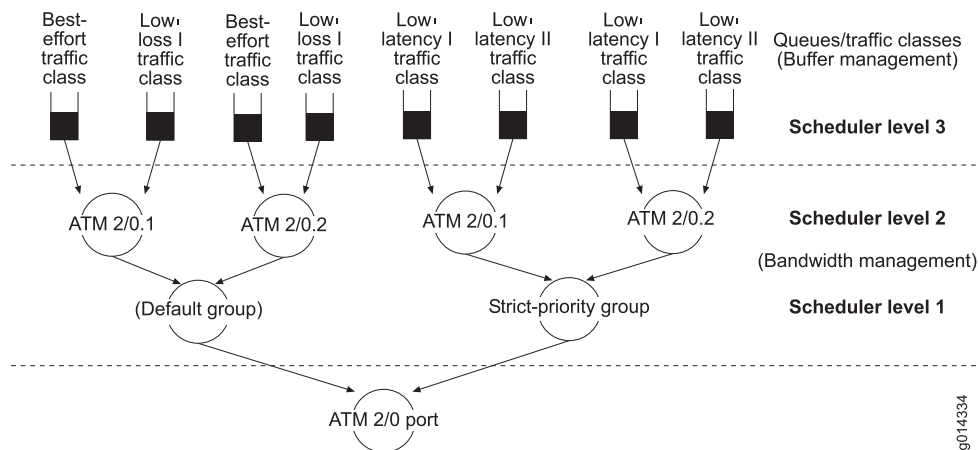 Best-effort traffic class
Low-loss I traffic class
Best-effort traffic class
Low-loss I traffic class
Low-latency I traffic class
Low-latency II traffic class
Low-latency I traffic class
Low-latency II traffic class
Queues/traffic classes
(Buffer management)
Scheduler level 3
ATM 2/0.1
ATM 2/0.2
ATM 2/0.1
ATM 2/0.2
Scheduler level 2
(Bandwidth management)
(Default group)
Strict-priority group
Scheduler level 1
ATM 2/0 port
g014334